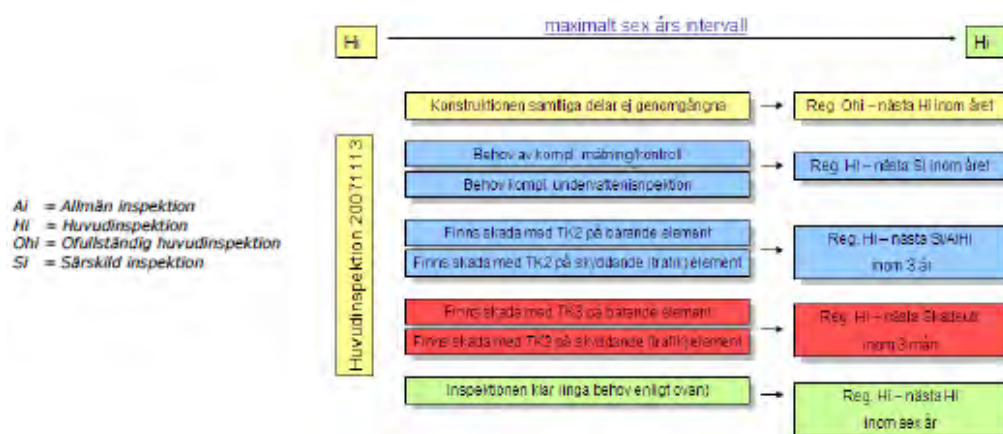 maximalt sex års intervall
Hi
Hi
Konstruktionen samtliga delar ej genomgångna
Reg. Ohi – nästa Hi inom året
Huvudinspektion 20071113
Behov av kompl. mätning/kontroll
Behov kompl. undervatteninspektion
Reg. Hi – nästa Si inom året
Ai = Allmän inspektion
Hi = Huvudinspektion
Ohi = Ofullständig huvudinspektion
Si = Särskild inspektion
Finns skada med TK2 på bärande element
Finns skada med TK2 på skyddande (trafik) element
Reg. Hi – nästa Si/Ai/Hi
inom 3 år
Finns skada med TK3 på bärande element
Finns skada med TK3 på skyddande (trafik) element
Reg. Hi – nästa Skadeutr
inom 3 mån
Inspektionen klar (inga behov enligt ovan)
Reg. Hi – nästa Hi
inom sex år